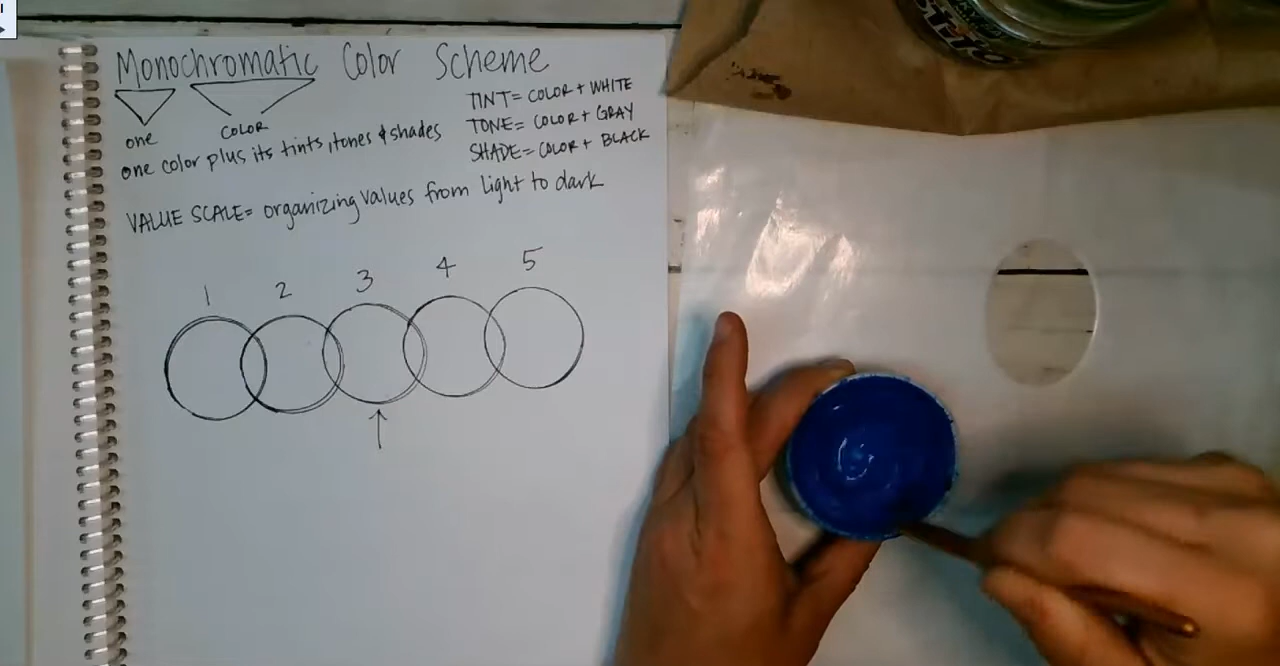 Monochromatic Color Scheme
one COLOR
one color plus its tints, tones & shades
TINT = COLOR + WHITE
TONE = COLOR + GRAY
SHADE = COLOR + BLACK
VALUE SCALE = organizing values from light to dark
1 2 3 4 5